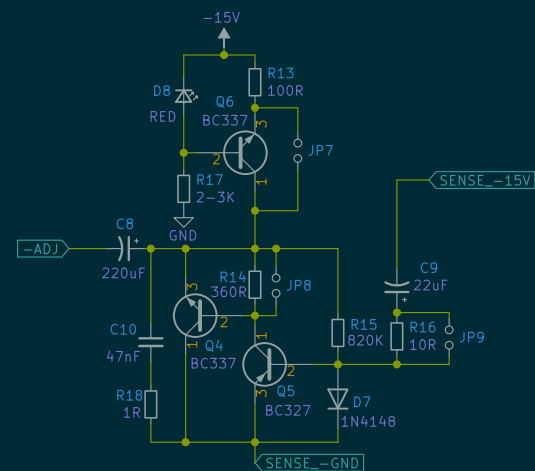 -15V
D8
RED
R13
100R
Q6
BC337
3
2
1
JP7
R17
2-3K
GND
SENSE_-15V
-ADJ
C8
220uF
R14
360R
JP8
C9
22uF
3
2
1
Q4
BC337
C10
47nF
R15
820K
R16
10R
JP9
1
2
3
Q5
BC327
R18
1R
D7
1N4148
SENSE_-GND